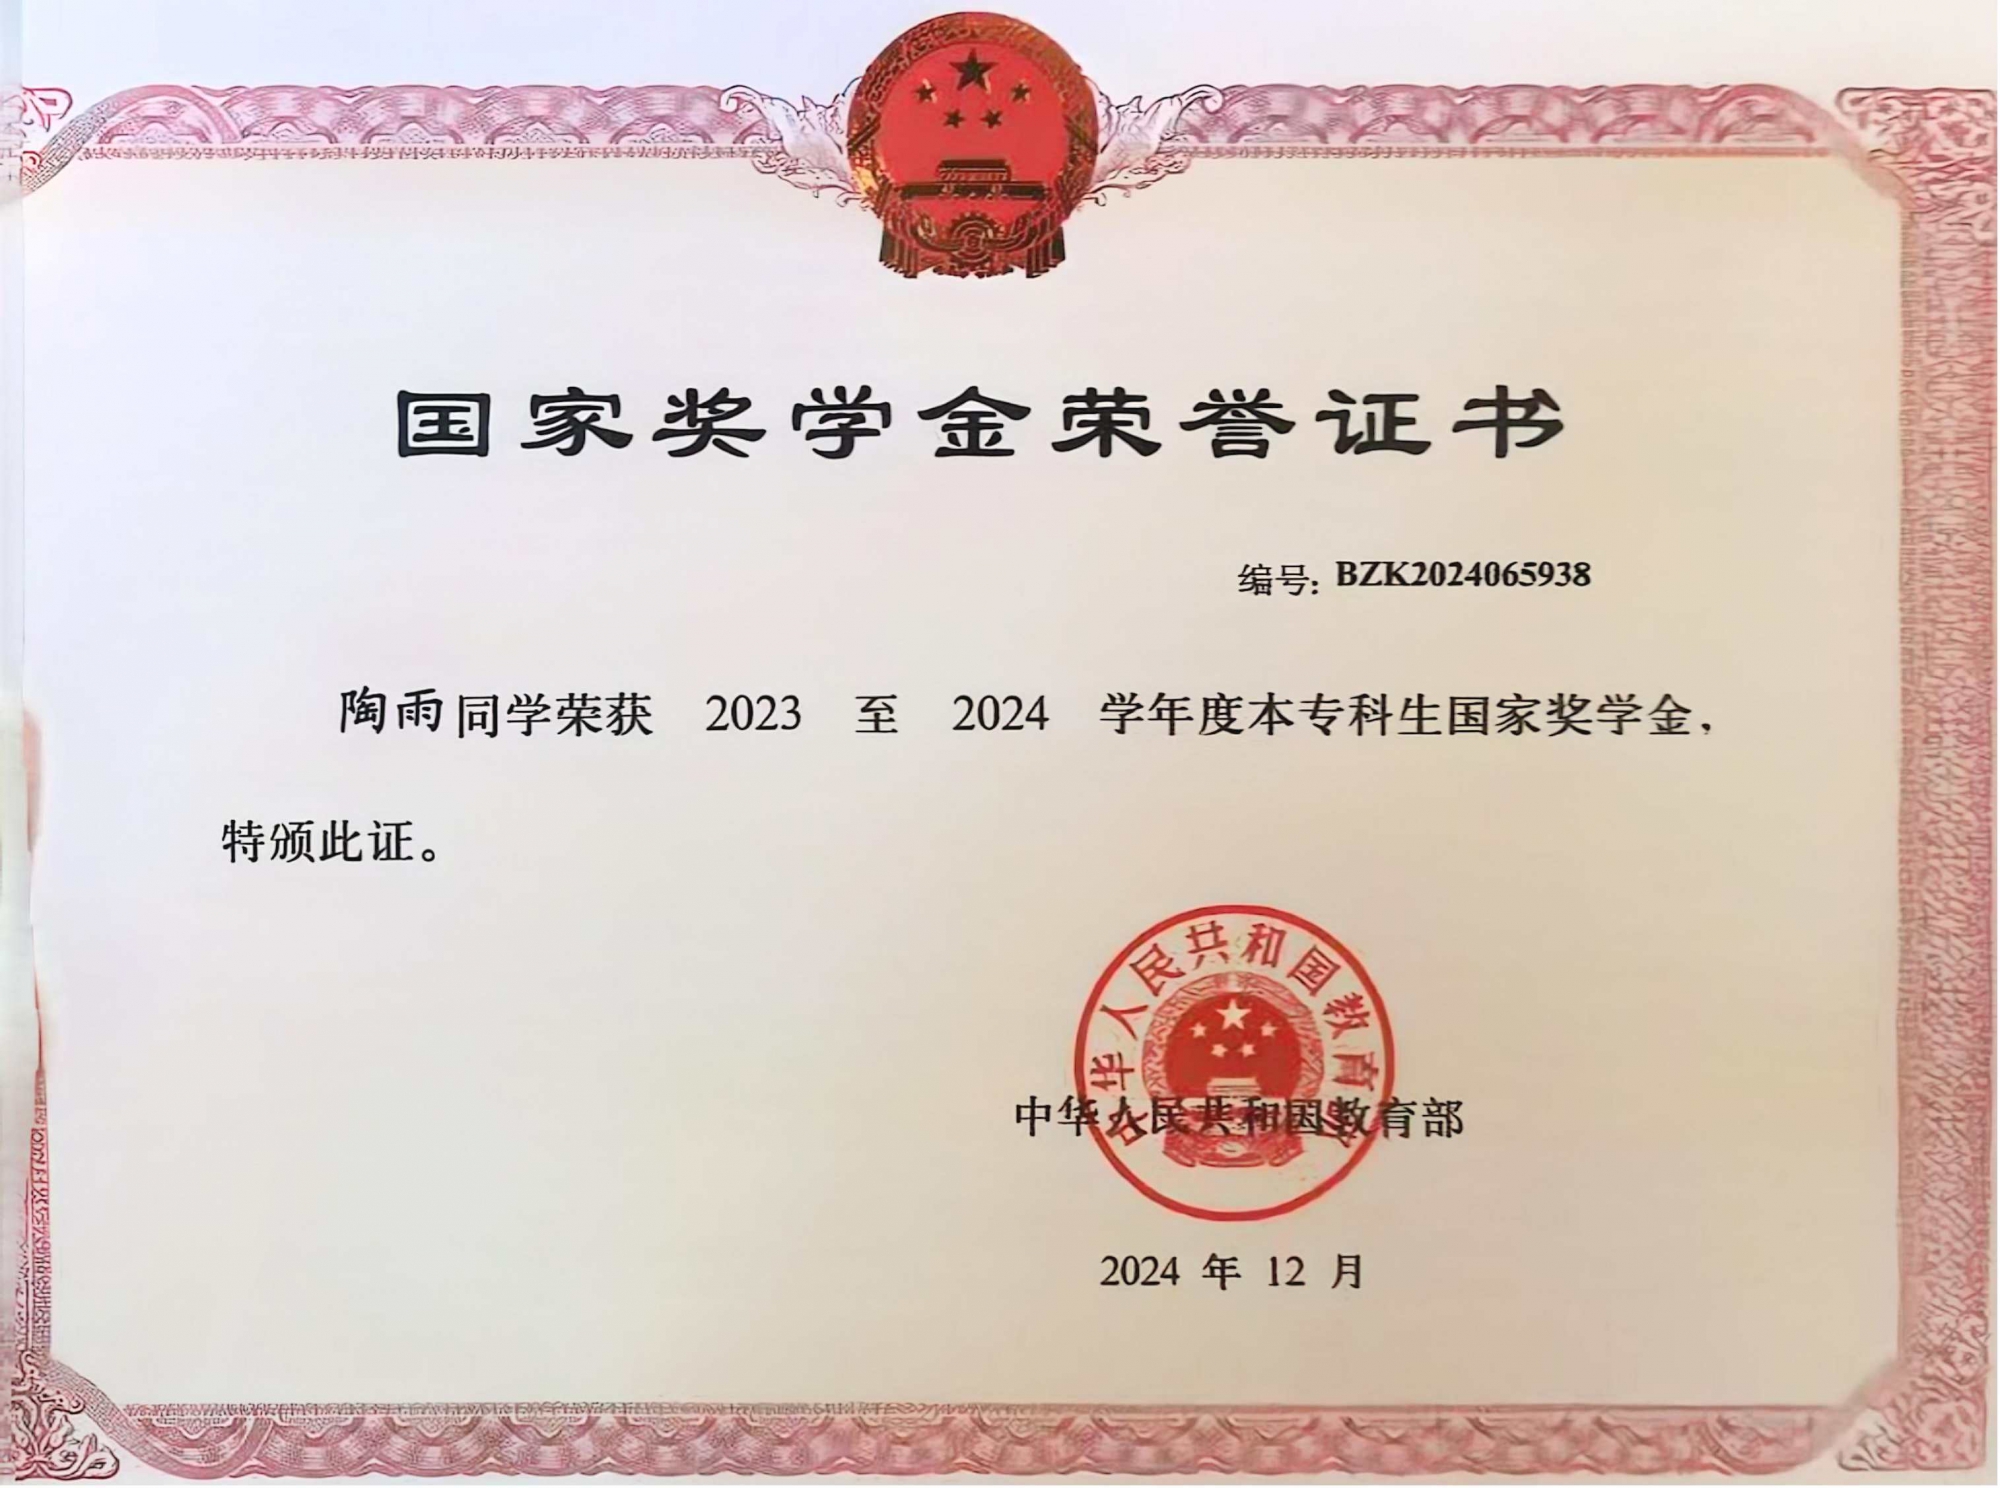 国家奖学金荣誉证书
编号: BZK2024065938
陶雨同学荣获 2023 至 2024 学年度本专科生国家奖学金，
特颁此证。
中华人民共和国教育部
中华人民共和国教育部
2024 年 12 月